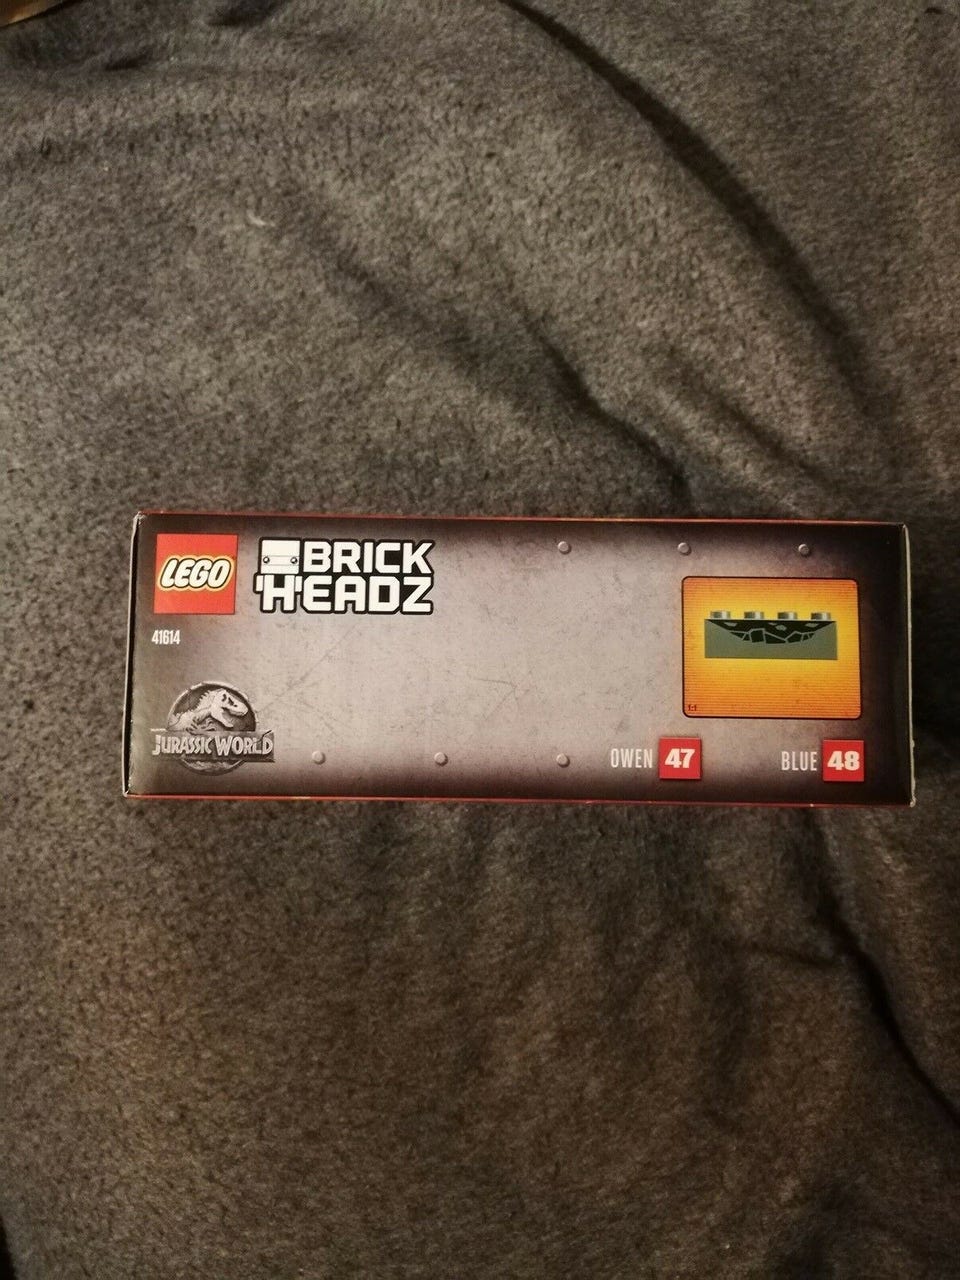 LEGO
BRICK
HEADZ
41614
JURASSIC WORLD
1:1
OWEN 47
BLUE 48